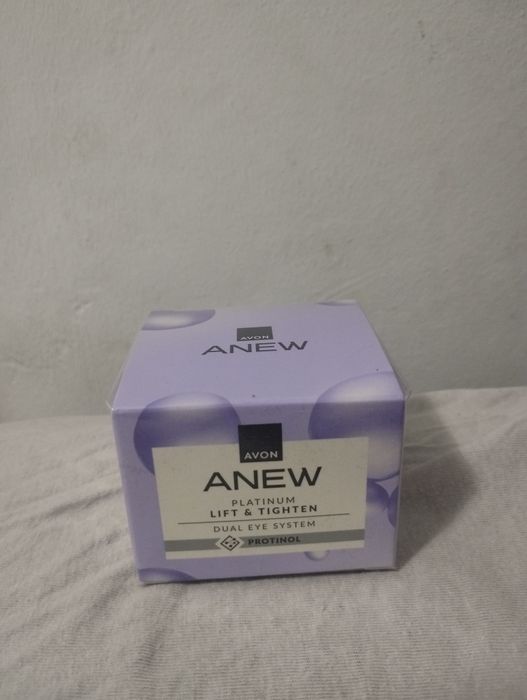 AVON
ANEW
AVON
ANEW
PLATINUM
LIFT & TIGHTEN
DUAL EYE SYSTEM
PROTINOL